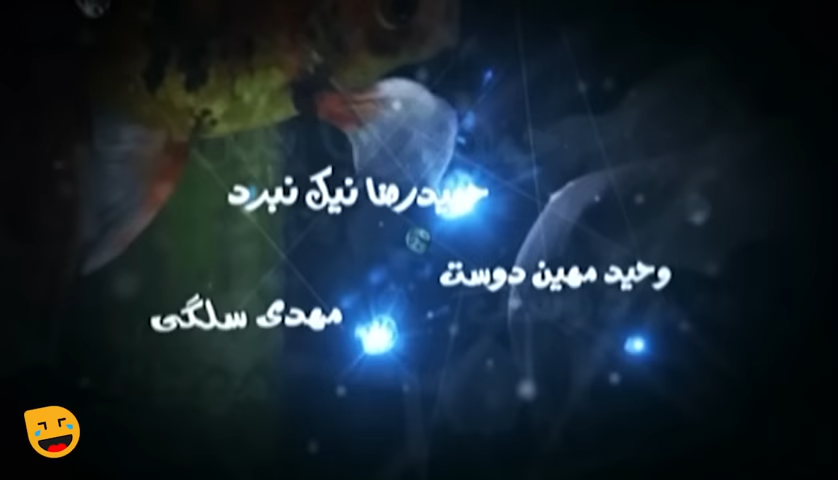 حمیدرضا نیک نبرد
وحید مهین دوست
مهدی سلگی